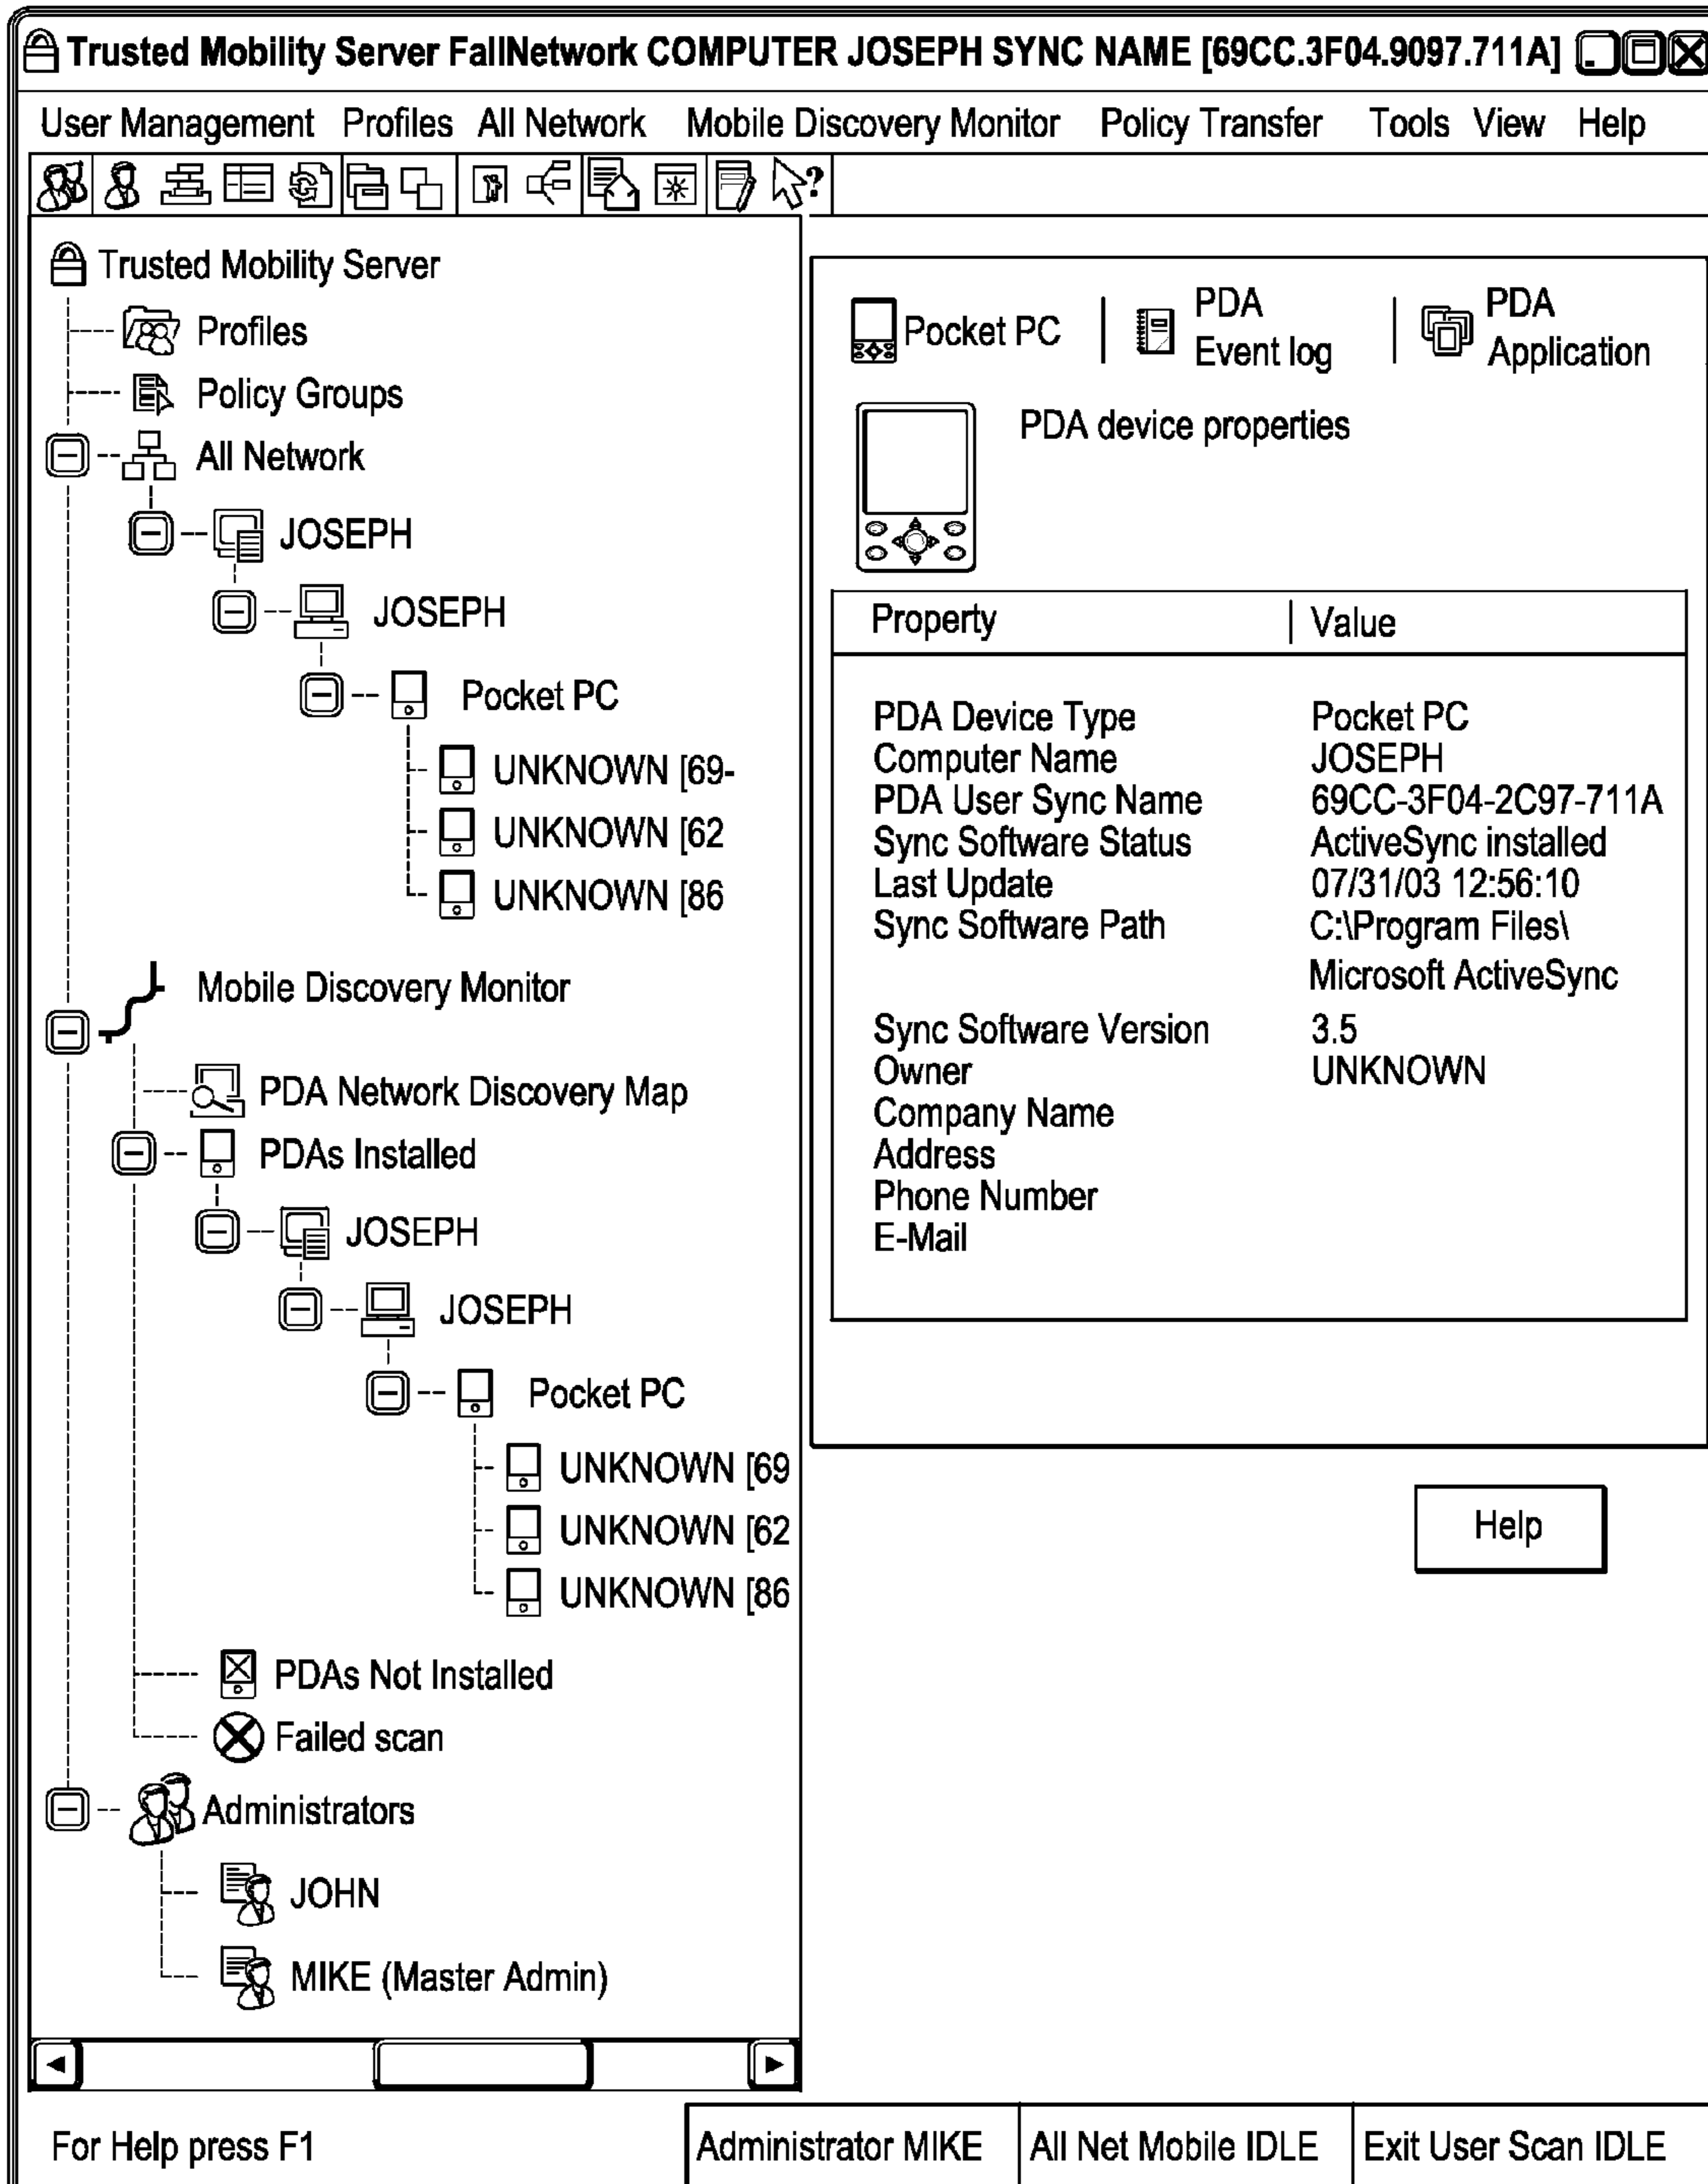 Trusted Mobility Server FallNetwork COMPUTER JOSEPH SYNC NAME [69CC.3F04.9097.711A]
User Management Profiles All Network Mobile Discovery Monitor Policy Transfer Tools View Help
?
Trusted Mobility Server
Profiles
Policy Groups
All Network
JOSEPH
JOSEPH
Pocket PC
UNKNOWN [69-
UNKNOWN [62
UNKNOWN [86
Mobile Discovery Monitor
PDA Network Discovery Map
PDAs Installed
JOSEPH
JOSEPH
Pocket PC
UNKNOWN [69
UNKNOWN [62
UNKNOWN [86
PDAs Not Installed
Failed scan
Administrators
JOHN
MIKE (Master Admin)
Pocket PC | PDA Event log | PDA Application
PDA device properties
Property | Value
PDA Device Type Pocket PC
Computer Name JOSEPH
PDA User Sync Name 69CC-3F04-2C97-711A
Sync Software Status ActiveSync installed
Last Update 07/31/03 12:56:10
Sync Software Path C:\Program Files\
Microsoft ActiveSync
Sync Software Version 3.5
Owner UNKNOWN
Company Name
Address
Phone Number
E-Mail
Help
For Help press F1
Administrator MIKE
All Net Mobile IDLE
Exit User Scan IDLE